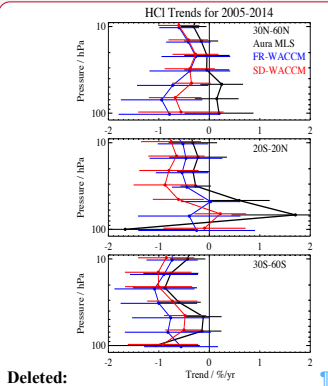 HCl Trends for 2005-2014
10
100
Pressure / hPa
30N-60N
Aura MLS
FR-WACCM
SD-WACCM
-2 -1 0 1 2
10
100
Pressure / hPa
20S-20N
-2 -1 0 1 2
10
100
Pressure / hPa
30S-60S
-2 -1 0 1 2
Trend / %/yr
Deleted: ¶